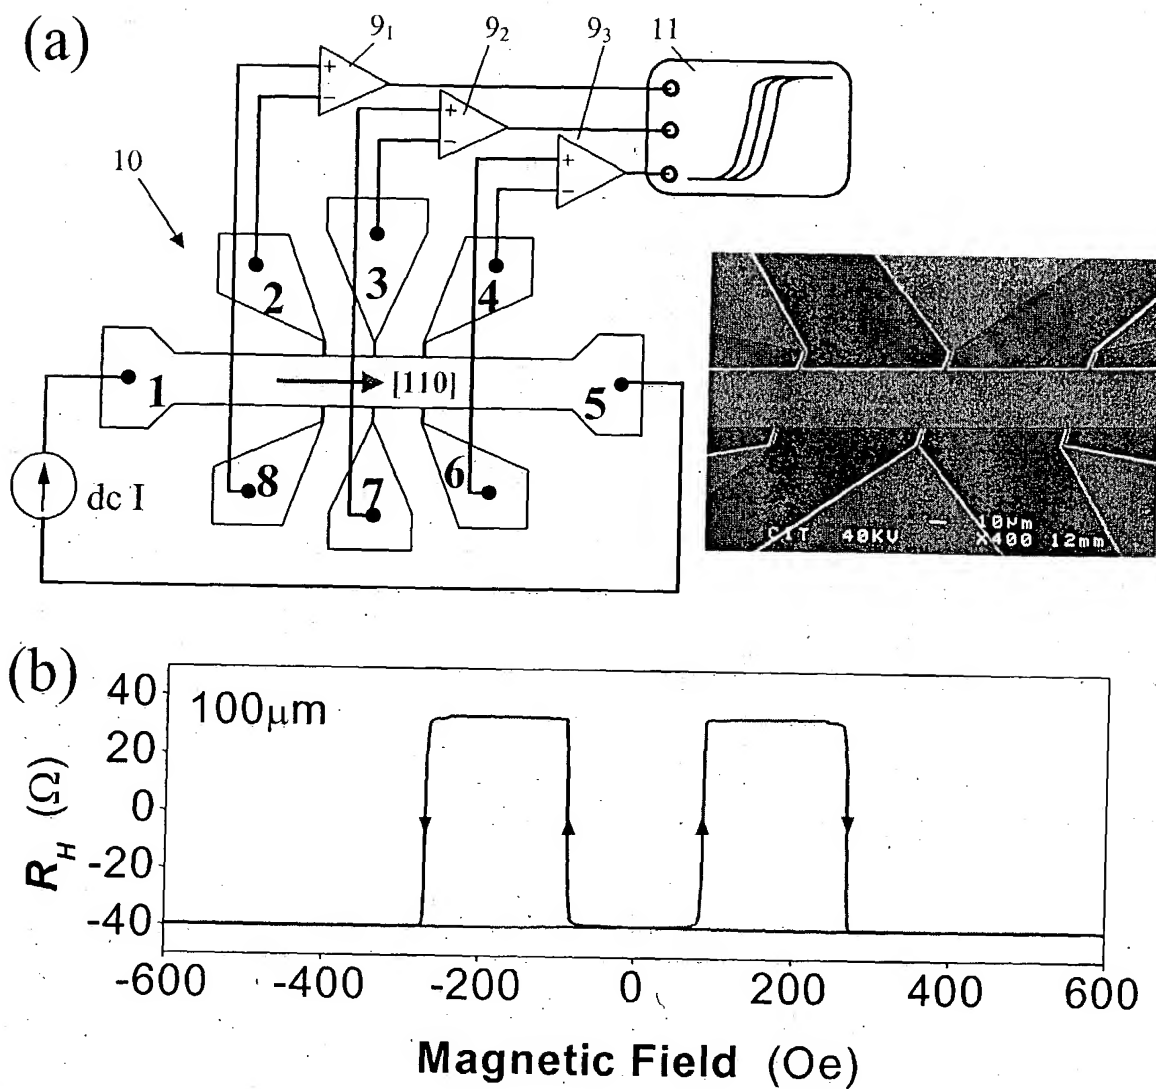 (a)
9₁
9₂
9₃
11
+
−
+
−
+
−
10
2
3
4
1
[110]
5
8
7
6
dc I
10µm
CIT 40KV X400 12mm
(b)
100µm
40
20
0
-20
-40
R_H (Ω)
-600 -400 -200 0 200 400 600
Magnetic Field (Oe)